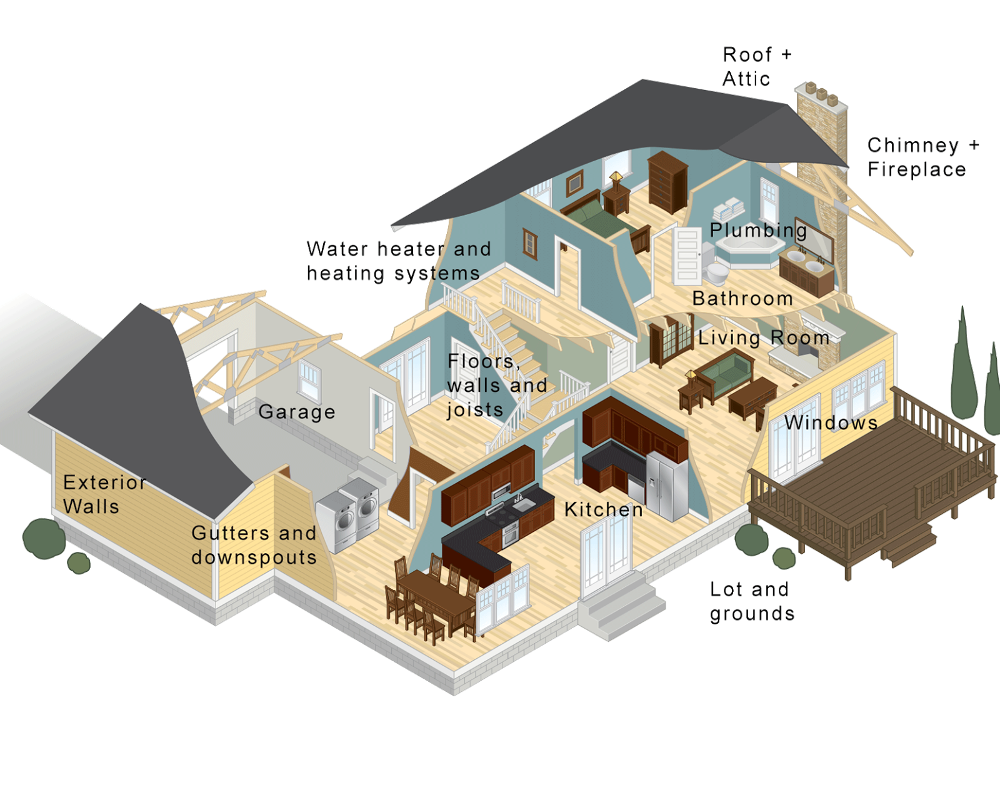 Roof +
Attic
Chimney +
Fireplace
Plumbing
Water heater and
heating systems
Bathroom
Living Room
Floors,
walls and
joists
Garage
Windows
Exterior
Walls
Kitchen
Gutters and
downspouts
Lot and
grounds